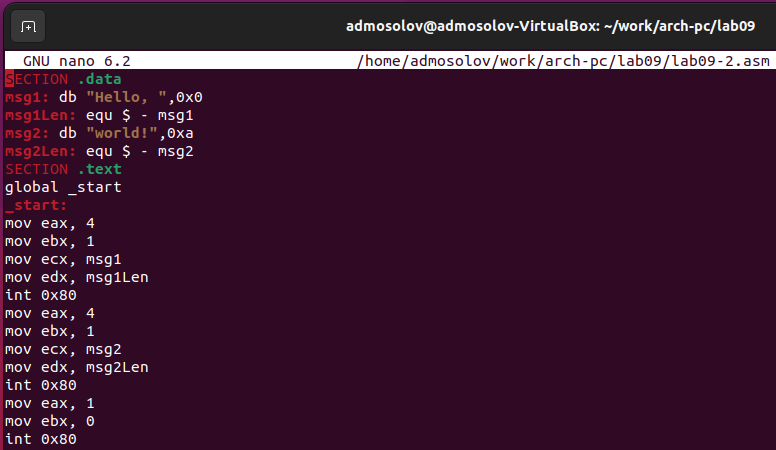 admosolov@admosolov-VirtualBox: ~/work/arch-pc/lab09
GNU nano 6.2 /home/admosolov/work/arch-pc/lab09/lab09-2.asm
SECTION .data
msg1: db "Hello, ",0x0
msg1Len: equ $ - msg1
msg2: db "world!",0xa
msg2Len: equ $ - msg2
SECTION .text
global _start
_start:
mov eax, 4
mov ebx, 1
mov ecx, msg1
mov edx, msg1Len
int 0x80
mov eax, 4
mov ebx, 1
mov ecx, msg2
mov edx, msg2Len
int 0x80
mov eax, 1
mov ebx, 0
int 0x80